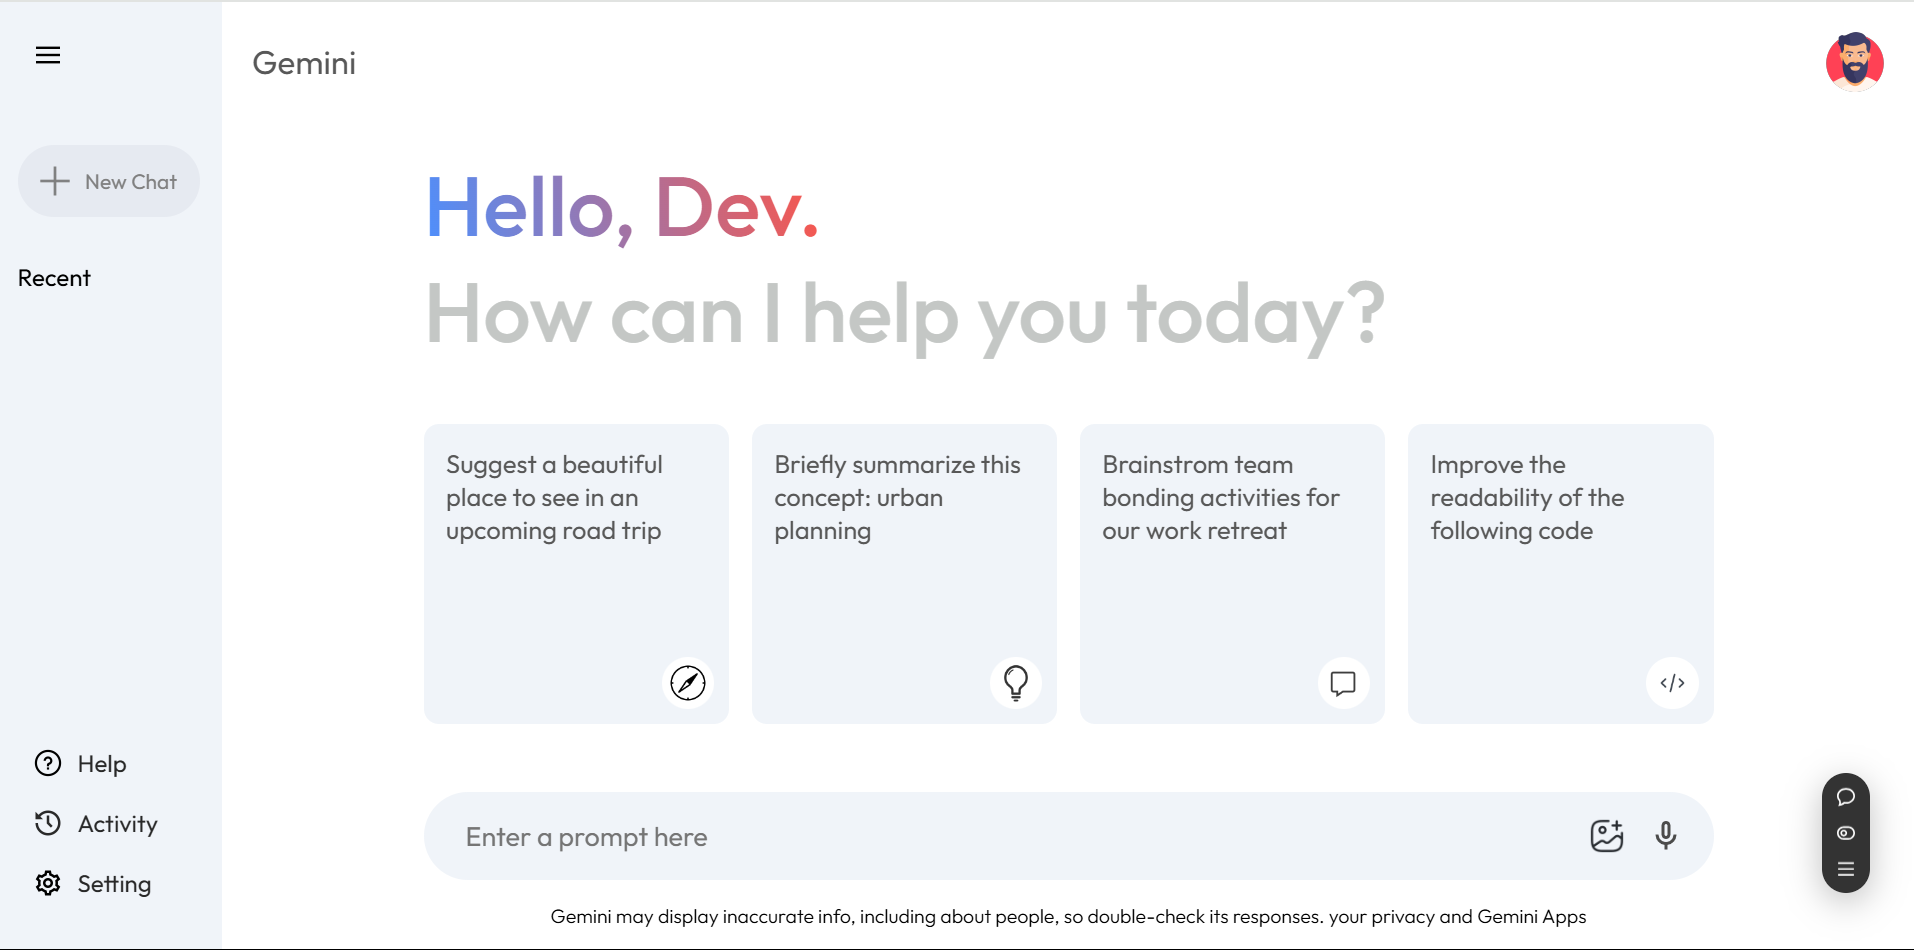 Gemini
New Chat
Recent
Hello, Dev.
How can I help you today?
Suggest a beautiful
place to see in an
upcoming road trip
Briefly summarize this
concept: urban
planning
Brainstrom team
bonding activities for
our work retreat
Improve the
readability of the
following code
Help
Activity
Setting
Enter a prompt here
Gemini may display inaccurate info, including about people, so double-check its responses. your privacy and Gemini Apps